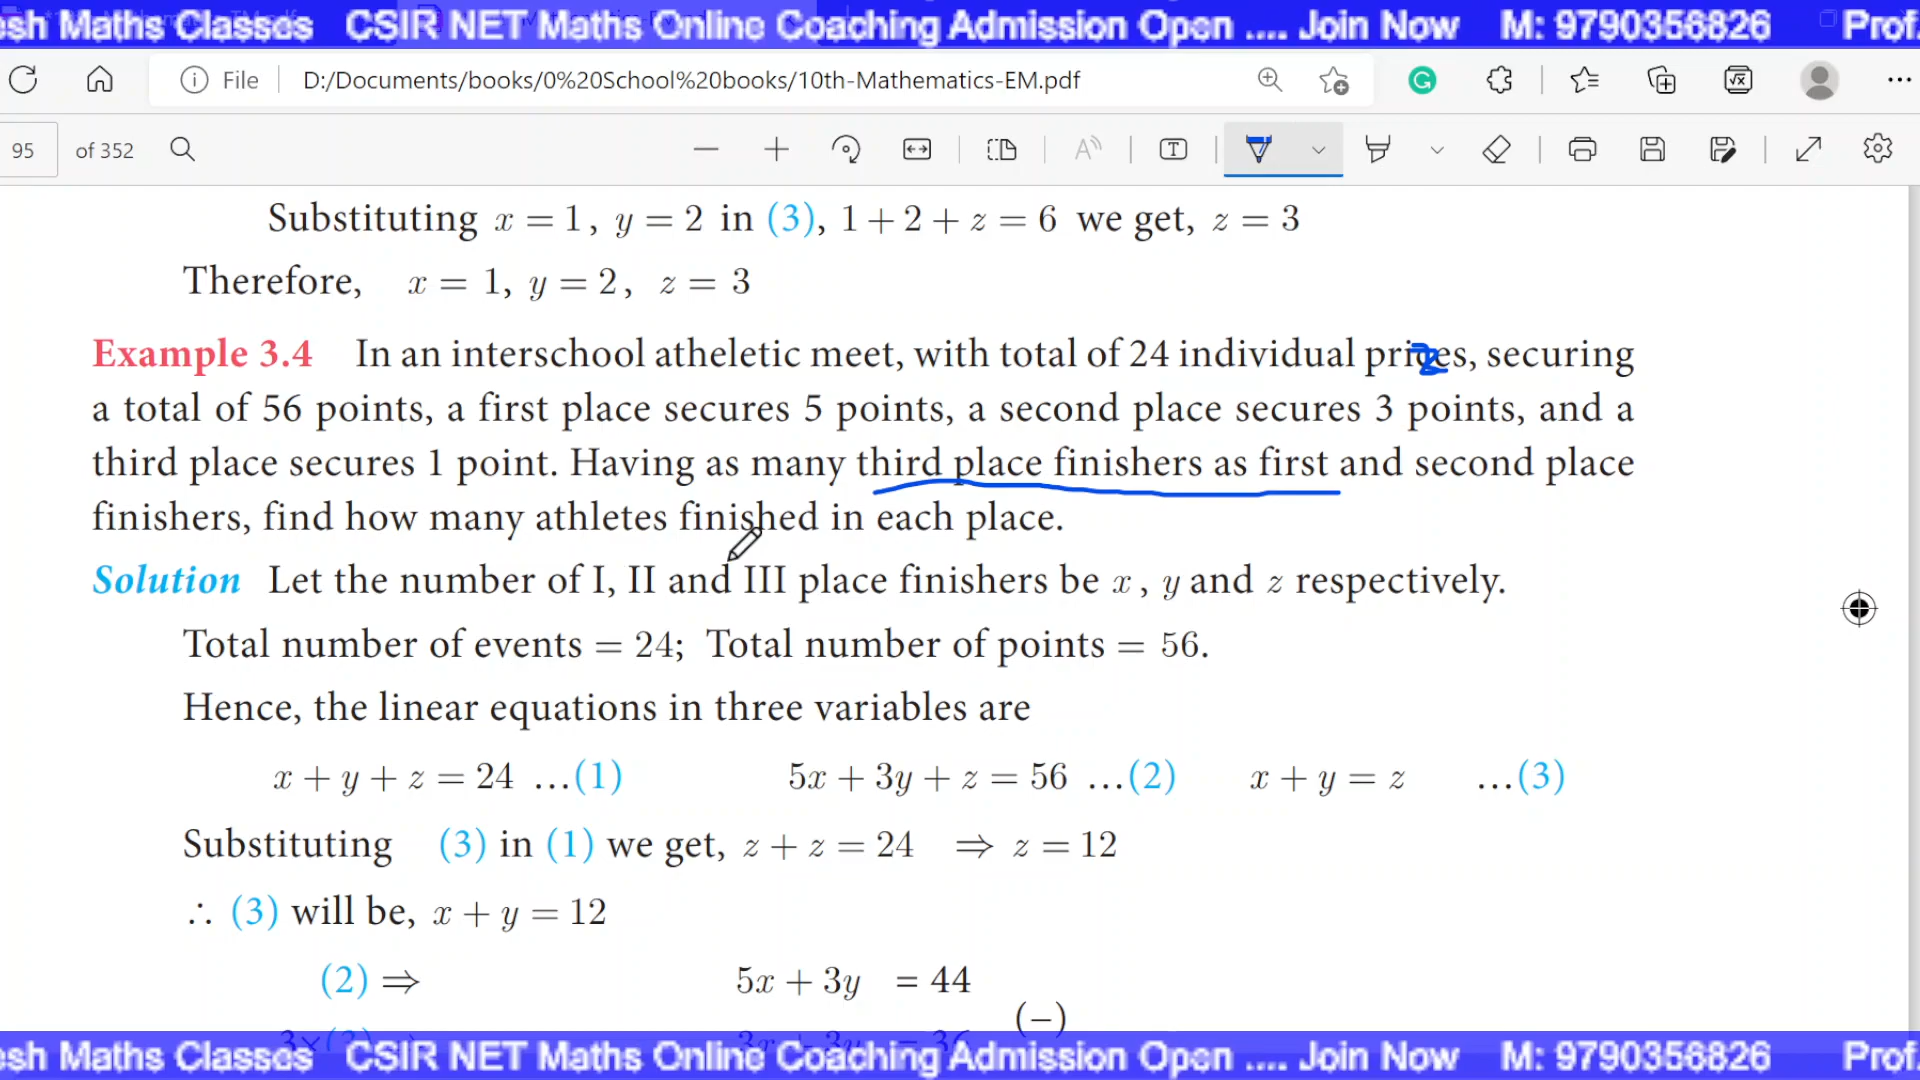 esh Maths Classes CSIR NET Maths Online Coaching Admission Open .... Join Now M: 9790356826 Prof.
File D:/Documents/books/0%20School%20books/10th-Mathematics-EM.pdf
95 of 352
Substituting x = 1, y = 2 in (3), 1 + 2 + z = 6 we get, z = 3
Therefore, x = 1, y = 2, z = 3
Example 3.4 In an interschool atheletic meet, with total of 24 individual prizes, securing
a total of 56 points, a first place secures 5 points, a second place secures 3 points, and a
third place secures 1 point. Having as many third place finishers as first and second place
finishers, find how many athletes finished in each place.
Solution Let the number of I, II and III place finishers be x, y and z respectively.
Total number of events = 24; Total number of points = 56.
Hence, the linear equations in three variables are
x + y + z = 24 ...(1) 5x + 3y + z = 56 ...(2) x + y = z ...(3)
Substituting (3) in (1) we get, z + z = 24 ⇒ z = 12
∴ (3) will be, x + y = 12
(2) ⇒ 5x + 3y = 44
(−)
esh Maths Classes CSIR NET Maths Online Coaching Admission Open .... Join Now M: 9790356826 Prof.